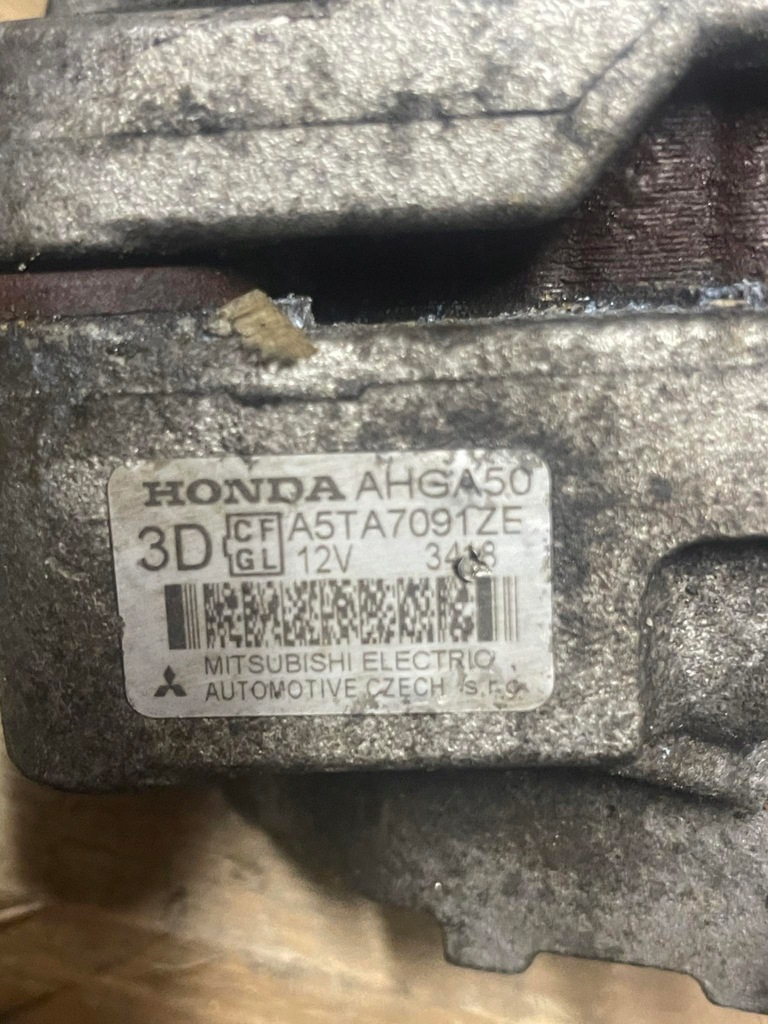 HONDA AHGA50
3D CF GL A5TA7091ZE
12V 3418
MITSUBISHI ELECTRIC
AUTOMOTIVE CZECH s.r.o.